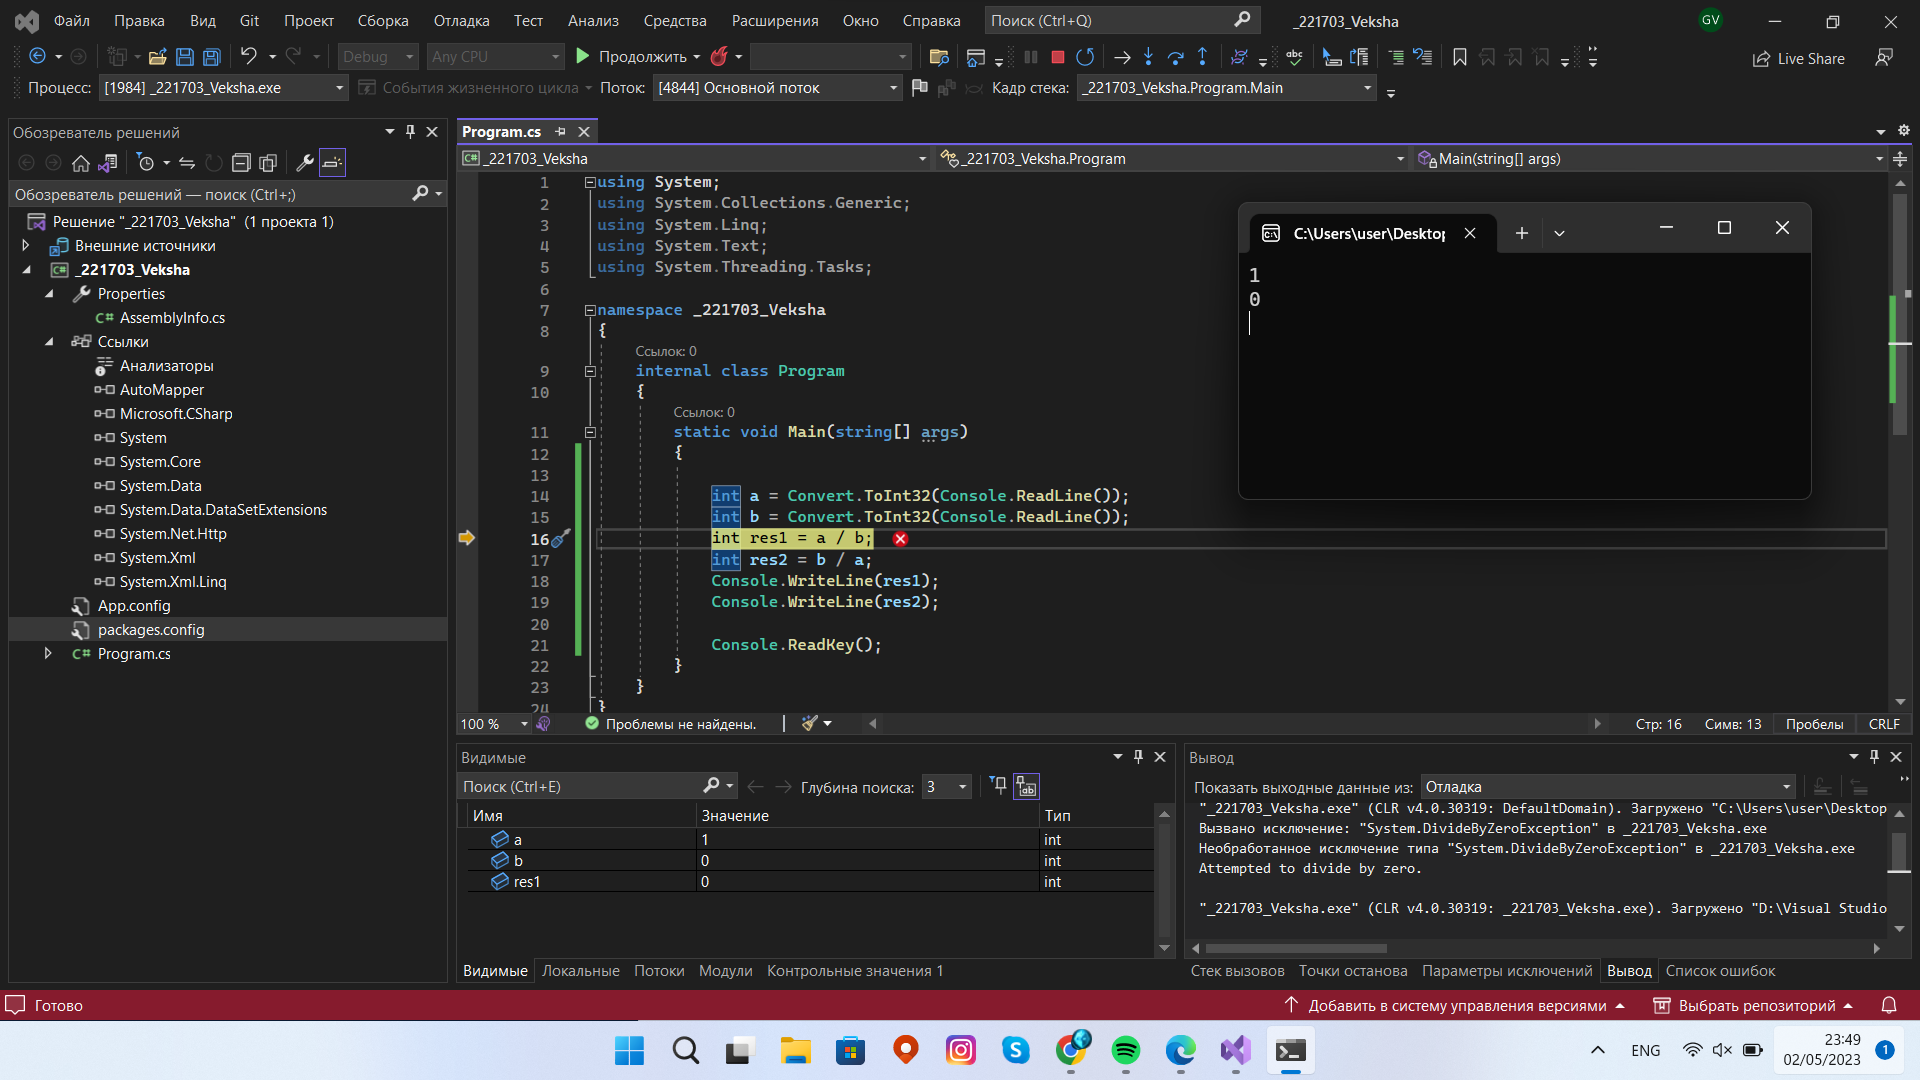 Файл Правка Вид Git Проект Сборка Отладка Тест Анализ Средства Расширения Окно Справка Поиск (Ctrl+Q) _221703_Veksha GV
Debug Any CPU Продолжить Live Share
Процесс: [1984] _221703_Veksha.exe События жизненного цикла Поток: [4844] Основной поток Кадр стека: _221703_Veksha.Program.Main
Обозреватель решений
Обозреватель решений — поиск (Ctrl+;)
Решение "_221703_Veksha" (1 проекта 1)
Внешние источники
C# _221703_Veksha
Properties
C# AssemblyInfo.cs
Ссылки
Анализаторы
AutoMapper
Microsoft.CSharp
System
System.Core
System.Data
System.Data.DataSetExtensions
System.Net.Http
System.Xml
System.Xml.Linq
App.config
packages.config
C# Program.cs
Program.cs
C# _221703_Veksha _221703_Veksha.Program Main(string[] args)
1 using System;
2 using System.Collections.Generic;
3 using System.Linq;
4 using System.Text;
5 using System.Threading.Tasks;
6
7 namespace _221703_Veksha
8 {
Ссылок: 0
9 internal class Program
10 {
Ссылок: 0
11 static void Main(string[] args)
12 {
13
14 int a = Convert.ToInt32(Console.ReadLine());
15 int b = Convert.ToInt32(Console.ReadLine());
16 int res1 = a / b;
17 int res2 = b / a;
18 Console.WriteLine(res1);
19 Console.WriteLine(res2);
20
21 Console.ReadKey();
22 }
23 }
24 }
C:\Users\user\Desktop
1
0
100 % Проблемы не найдены. Стр: 16 Симв: 13 Пробелы CRLF
Видимые
Поиск (Ctrl+E) Глубина поиска: 3
Имя Значение Тип
a 1 int
b 0 int
res1 0 int
Видимые Локальные Потоки Модули Контрольные значения 1
Вывод
Показать выходные данные из: Отладка
"_221703_Veksha.exe" (CLR v4.0.30319: DefaultDomain). Загружено "C:\Users\user\Desktop
Вызвано исключение: "System.DivideByZeroException" в _221703_Veksha.exe
Необработанное исключение типа "System.DivideByZeroException" в _221703_Veksha.exe
Attempted to divide by zero.
"_221703_Veksha.exe" (CLR v4.0.30319: _221703_Veksha.exe). Загружено "D:\Visual Studio
Стек вызовов Точки останова Параметры исключений Вывод Список ошибок
Готово Добавить в систему управления версиями Выбрать репозиторий
ENG 23:49
02/05/2023 1